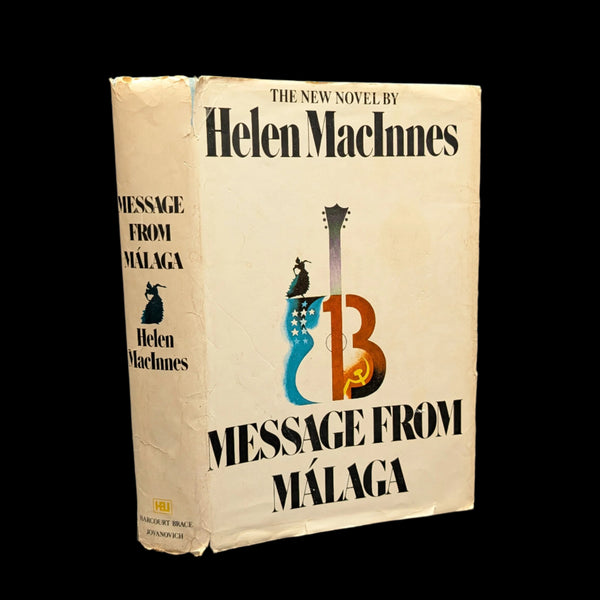 MESSAGE
FROM
MÁLAGA
Helen
MacInnes
HBJ
HARCOURT BRACE
JOVANOVICH
THE NEW NOVEL BY
Helen MacInnes
MESSAGE FROM
MÁLAGA